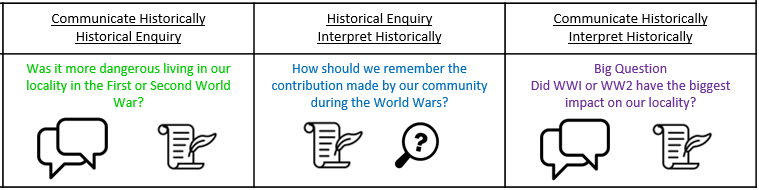 Communicate Historically
Historical Enquiry
Historical Enquiry
Interpret Historically
Communicate Historically
Interpret Historically
Was it more dangerous living in our
locality in the First or Second World
War?
How should we remember the
contribution made by our community
during the World Wars?
?
Big Question
Did WWI or WW2 have the biggest
impact on our locality?